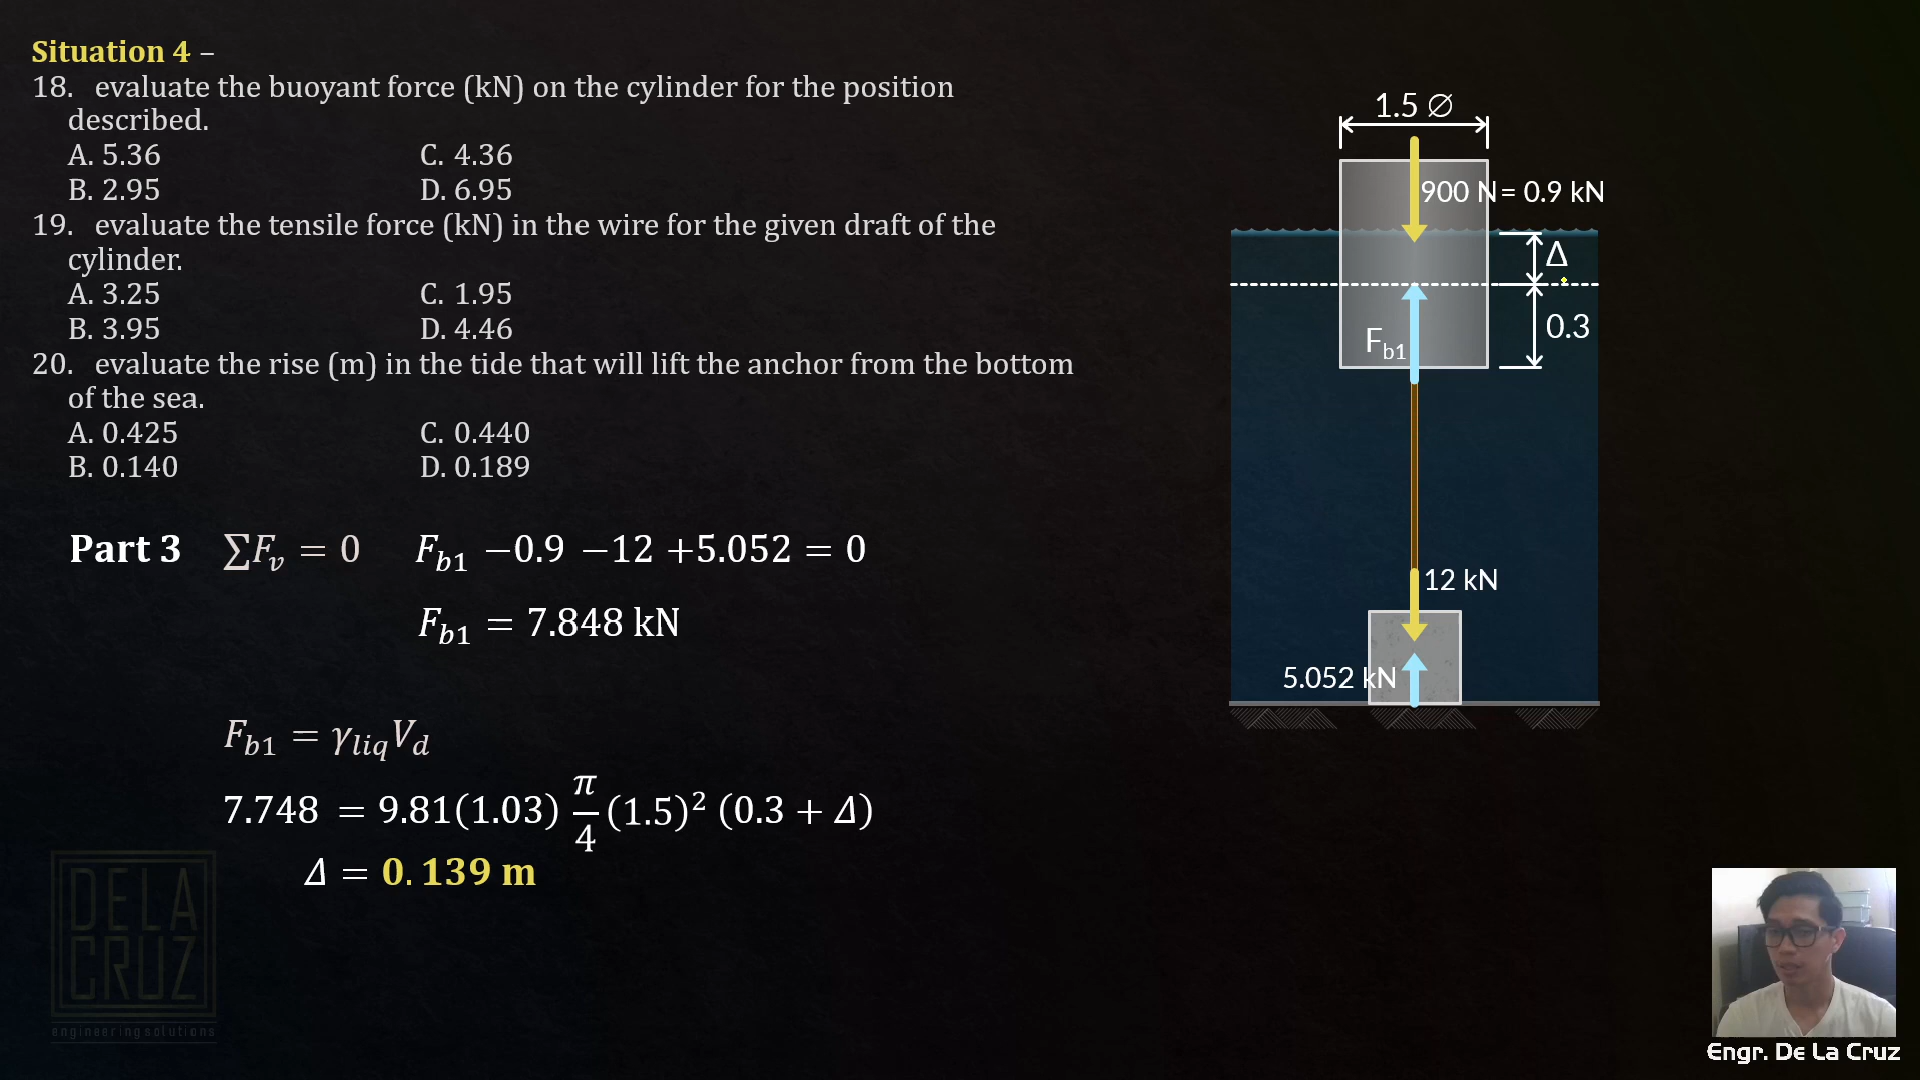 Situation 4 –
18. evaluate the buoyant force (kN) on the cylinder for the position
described.
A. 5.36 C. 4.36
B. 2.95 D. 6.95
19. evaluate the tensile force (kN) in the wire for the given draft of the
cylinder.
A. 3.25 C. 1.95
B. 3.95 D. 4.46
20. evaluate the rise (m) in the tide that will lift the anchor from the bottom
of the sea.
A. 0.425 C. 0.440
B. 0.140 D. 0.189
Part 3 ∑Fᵥ = 0 F_b1 −0.9 −12 +5.052 = 0
F_b1 = 7.848 kN
F_b1 = γ_liq V_d
7.748 = 9.81(1.03) π/4 (1.5)² (0.3 + Δ)
Δ = 0.139 m
1.5 ∅
900 N = 0.9 kN
Δ
0.3
F_b1
12 kN
5.052 kN
DELA
CRUZ
engineering solutions
Engr. De La Cruz